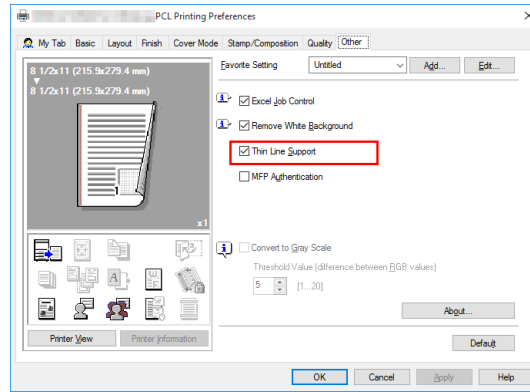 PCL Printing Preferences
My Tab Basic Layout Finish Cover Mode Stamp/Composition Quality Other
8 1/2x11 (215.9x279.4 mm)
8 1/2x11 (215.9x279.4 mm)
1
x1
Favorite Setting Untitled Add... Edit...
Excel Job Control
Remove White Background
Thin Line Support
MFP Authentication
Convert to Gray Scale
Threshold Value (difference between RGB values)
5 [1...20]
About...
Printer View Printer Information
Default
OK Cancel Apply Help